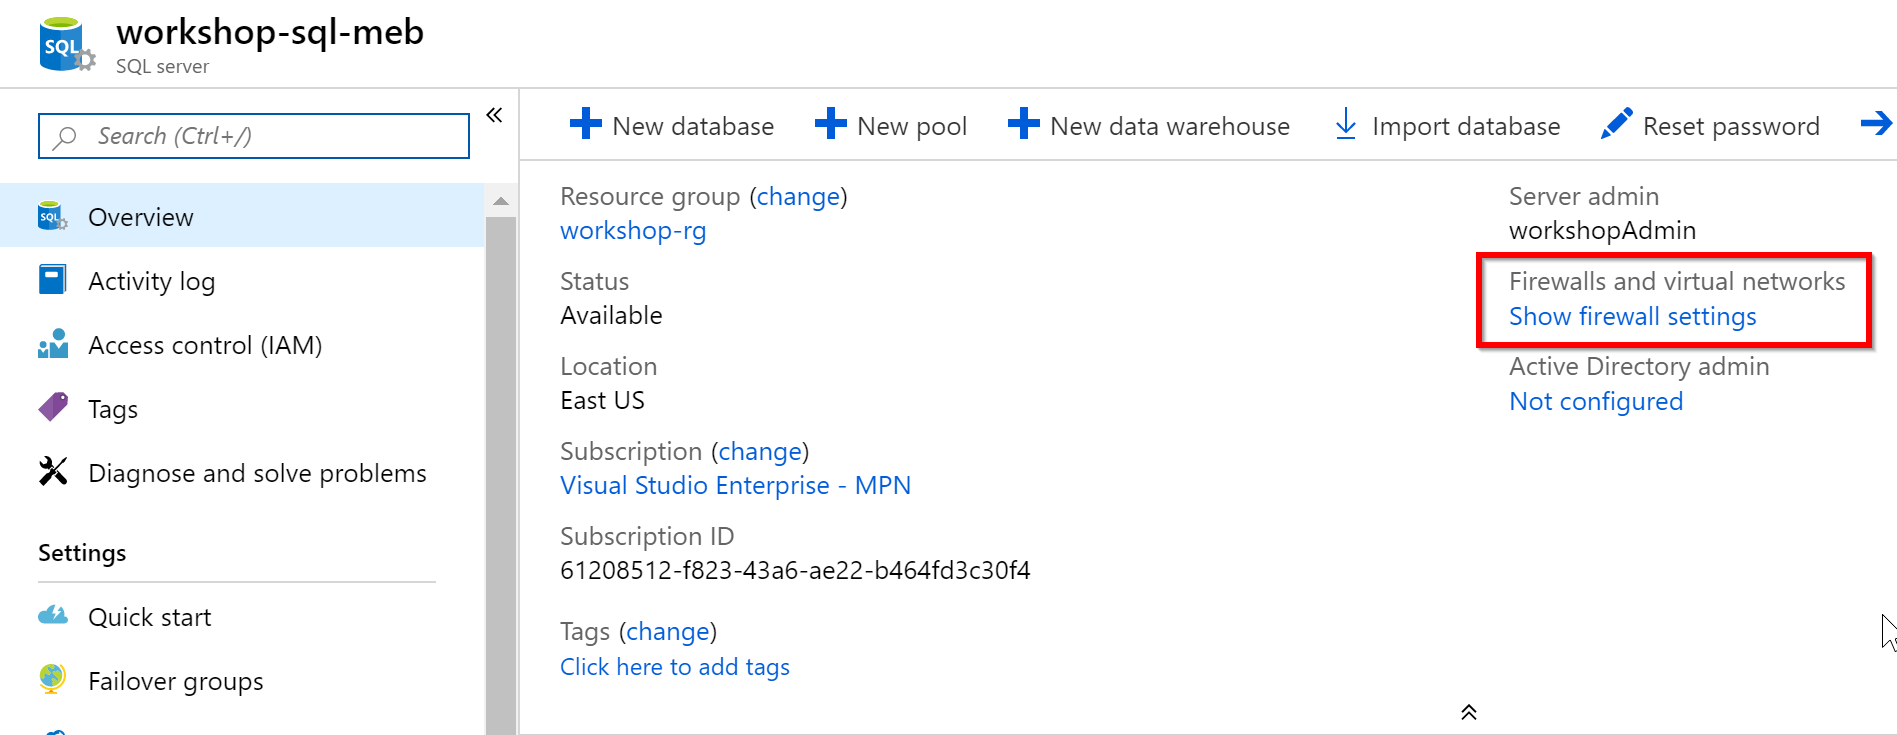 SQL
workshop-sql-meb
SQL server
Search (Ctrl+/)
SQL
Overview
Activity log
Access control (IAM)
Tags
Diagnose and solve problems
Settings
Quick start
Failover groups
New database
New pool
New data warehouse
Import database
Reset password
Resource group (change)
workshop-rg
Status
Available
Location
East US
Subscription (change)
Visual Studio Enterprise - MPN
Subscription ID
61208512-f823-43a6-ae22-b464fd3c30f4
Tags (change)
Click here to add tags
Server admin
workshopAdmin
Firewalls and virtual networks
Show firewall settings
Active Directory admin
Not configured